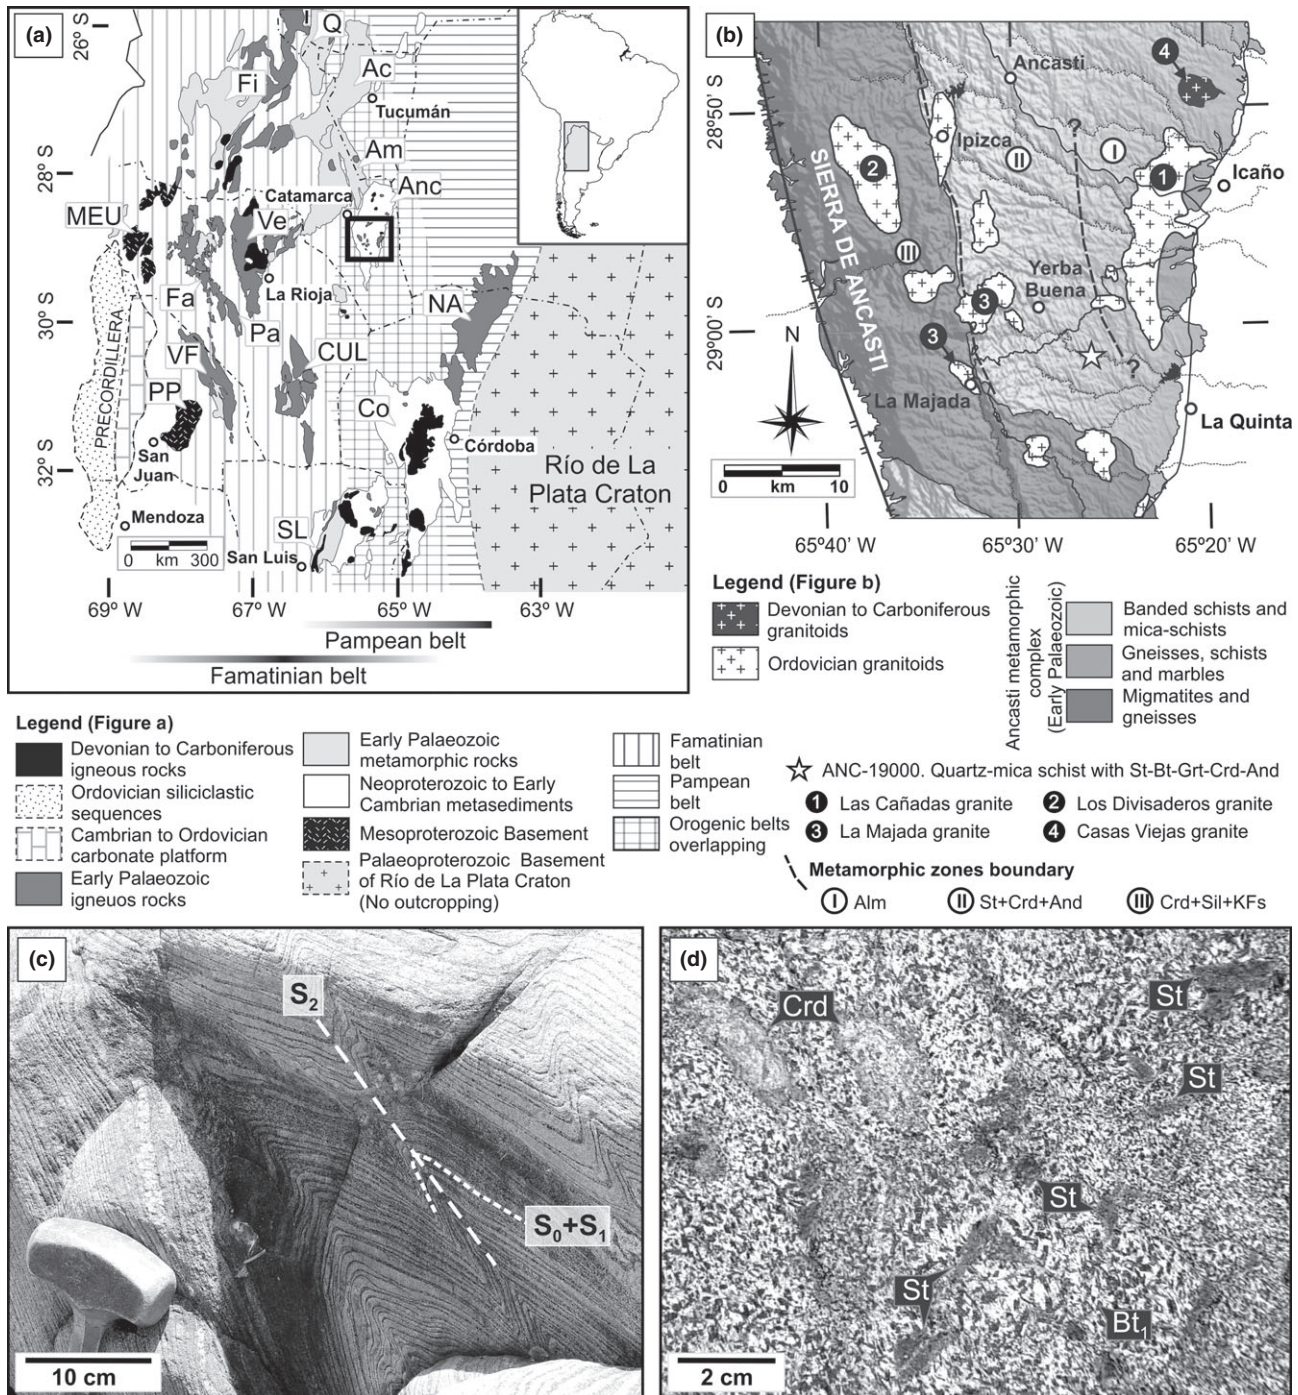 (a)
26° S
28° S
30° S
32° S
Q
Fi
Ac
Tucumán
Am
Catamarca
Anc
MEU
Ve
La Rioja
Fa
Pa
NA
VF
CUL
PP
PRECORDILLERA
Co
San
Juan
Córdoba
Río de La
Plata Craton
Mendoza
SL
San Luis
0 km 300
69° W
67° W
65° W
63° W
Pampean belt
Famatinian belt
(b)
28°50' S
29°00' S
Ancasti
4
?
Ipizca
II
I
2
1
Icaño
SIERRA DE ANCASTI
III
Yerba
Buena
3
3
N
La Majada
?
La Quinta
0 km 10
65°40' W
65°30' W
65°20' W
Legend (Figure b)
Devonian to Carboniferous
granitoids
Ordovician granitoids
Ancasti metamorphic
complex
(Early Palaeozoic)
Banded schists and
mica-schists
Gneisses, schists
and marbles
Migmatites and
gneisses
ANC-19000. Quartz-mica schist with St-Bt-Grt-Crd-And
1 Las Cañadas granite
2 Los Divisaderos granite
3 La Majada granite
4 Casas Viejas granite
Metamorphic zones boundary
I Alm
II St+Crd+And
III Crd+Sil+KFs
Legend (Figure a)
Devonian to Carboniferous
igneous rocks
Ordovician siliciclastic
sequences
Cambrian to Ordovician
carbonate platform
Early Palaeozoic
igneuos rocks
Early Palaeozoic
metamorphic rocks
Neoproterozoic to Early
Cambrian metasediments
Mesoproterozoic Basement
Palaeoproterozoic Basement
of Río de La Plata Craton
(No outcropping)
Famatinian
belt
Pampean
belt
Orogenic belts
overlapping
(c)
S₂
S₀+S₁
10 cm
(d)
Crd
St
St
St
St
Bt₁
2 cm